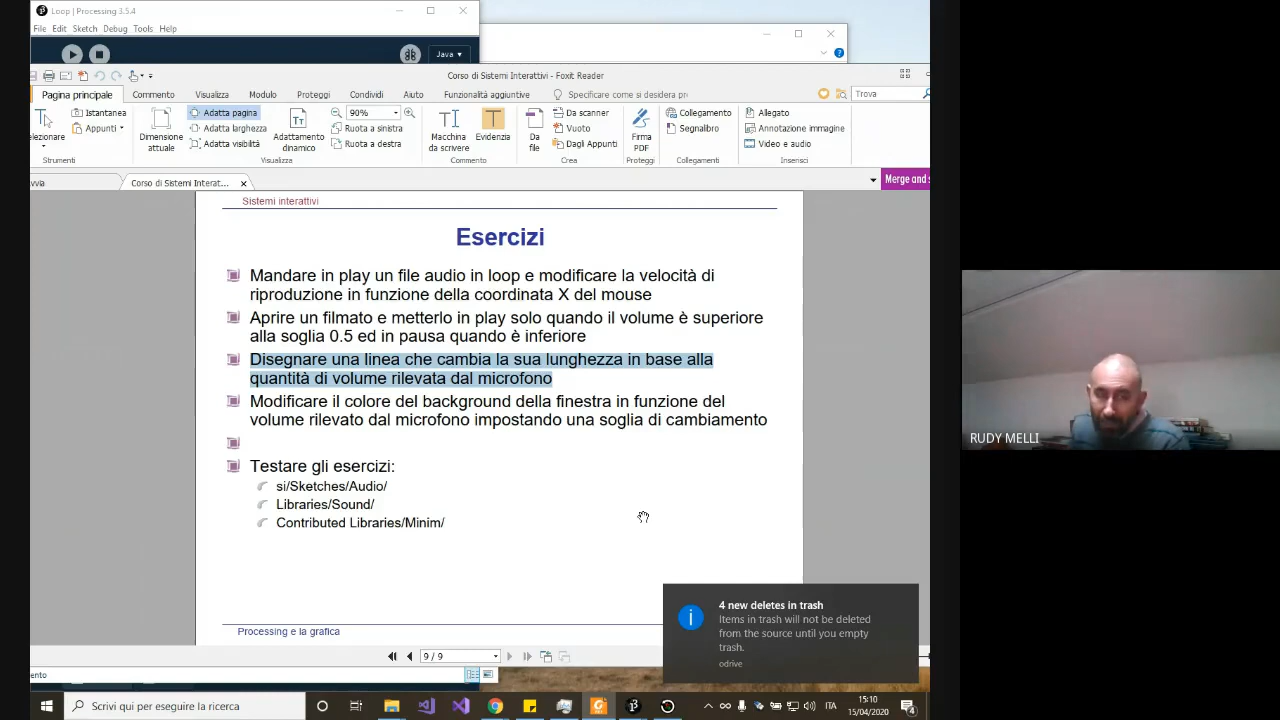 Loop | Processing 3.5.4
File Edit Sketch Debug Tools Help
Java
Corso di Sistemi Interattivi - Foxit Reader
Pagina principale Commento Visualizza Modulo Proteggi Condividi Aiuto Funzionalità aggiuntive Specificare come si desidera pr Trova
Istantanea
Appunti
elezionare
Strumenti
Dimensione attuale
Adatta pagina
Adatta larghezza
Adatta visibilità
Adattamento dinamico
90%
Ruota a sinistra
Ruota a destra
Visualizza
Macchina da scrivere
Evidenzia
Commento
Da file
Da scanner
Vuoto
Dagli Appunti
Crea
Firma PDF
Proteggi
Collegamento
Segnalibro
Collegamenti
Allegato
Annotazione immagine
Video e audio
Inserisci
vvia
Corso di Sistemi Interat...
Merge and s
Sistemi interattivi
Esercizi
Mandare in play un file audio in loop e modificare la velocità di
riproduzione in funzione della coordinata X del mouse
Aprire un filmato e metterlo in play solo quando il volume è superiore
alla soglia 0.5 ed in pausa quando è inferiore
Disegnare una linea che cambia la sua lunghezza in base alla
quantità di volume rilevata dal microfono
Modificare il colore del background della finestra in funzione del
volume rilevato dal microfono impostando una soglia di cambiamento
Testare gli esercizi:
si/Sketches/Audio/
Libraries/Sound/
Contributed Libraries/Minim/
Processing e la grafica
9 / 9
mento
4 new deletes in trash
Items in trash will not be deleted
from the source until you empty
trash.
odrive
RUDY MELLI
Scrivi qui per eseguire la ricerca
ITA
15:10
15/04/2020
4